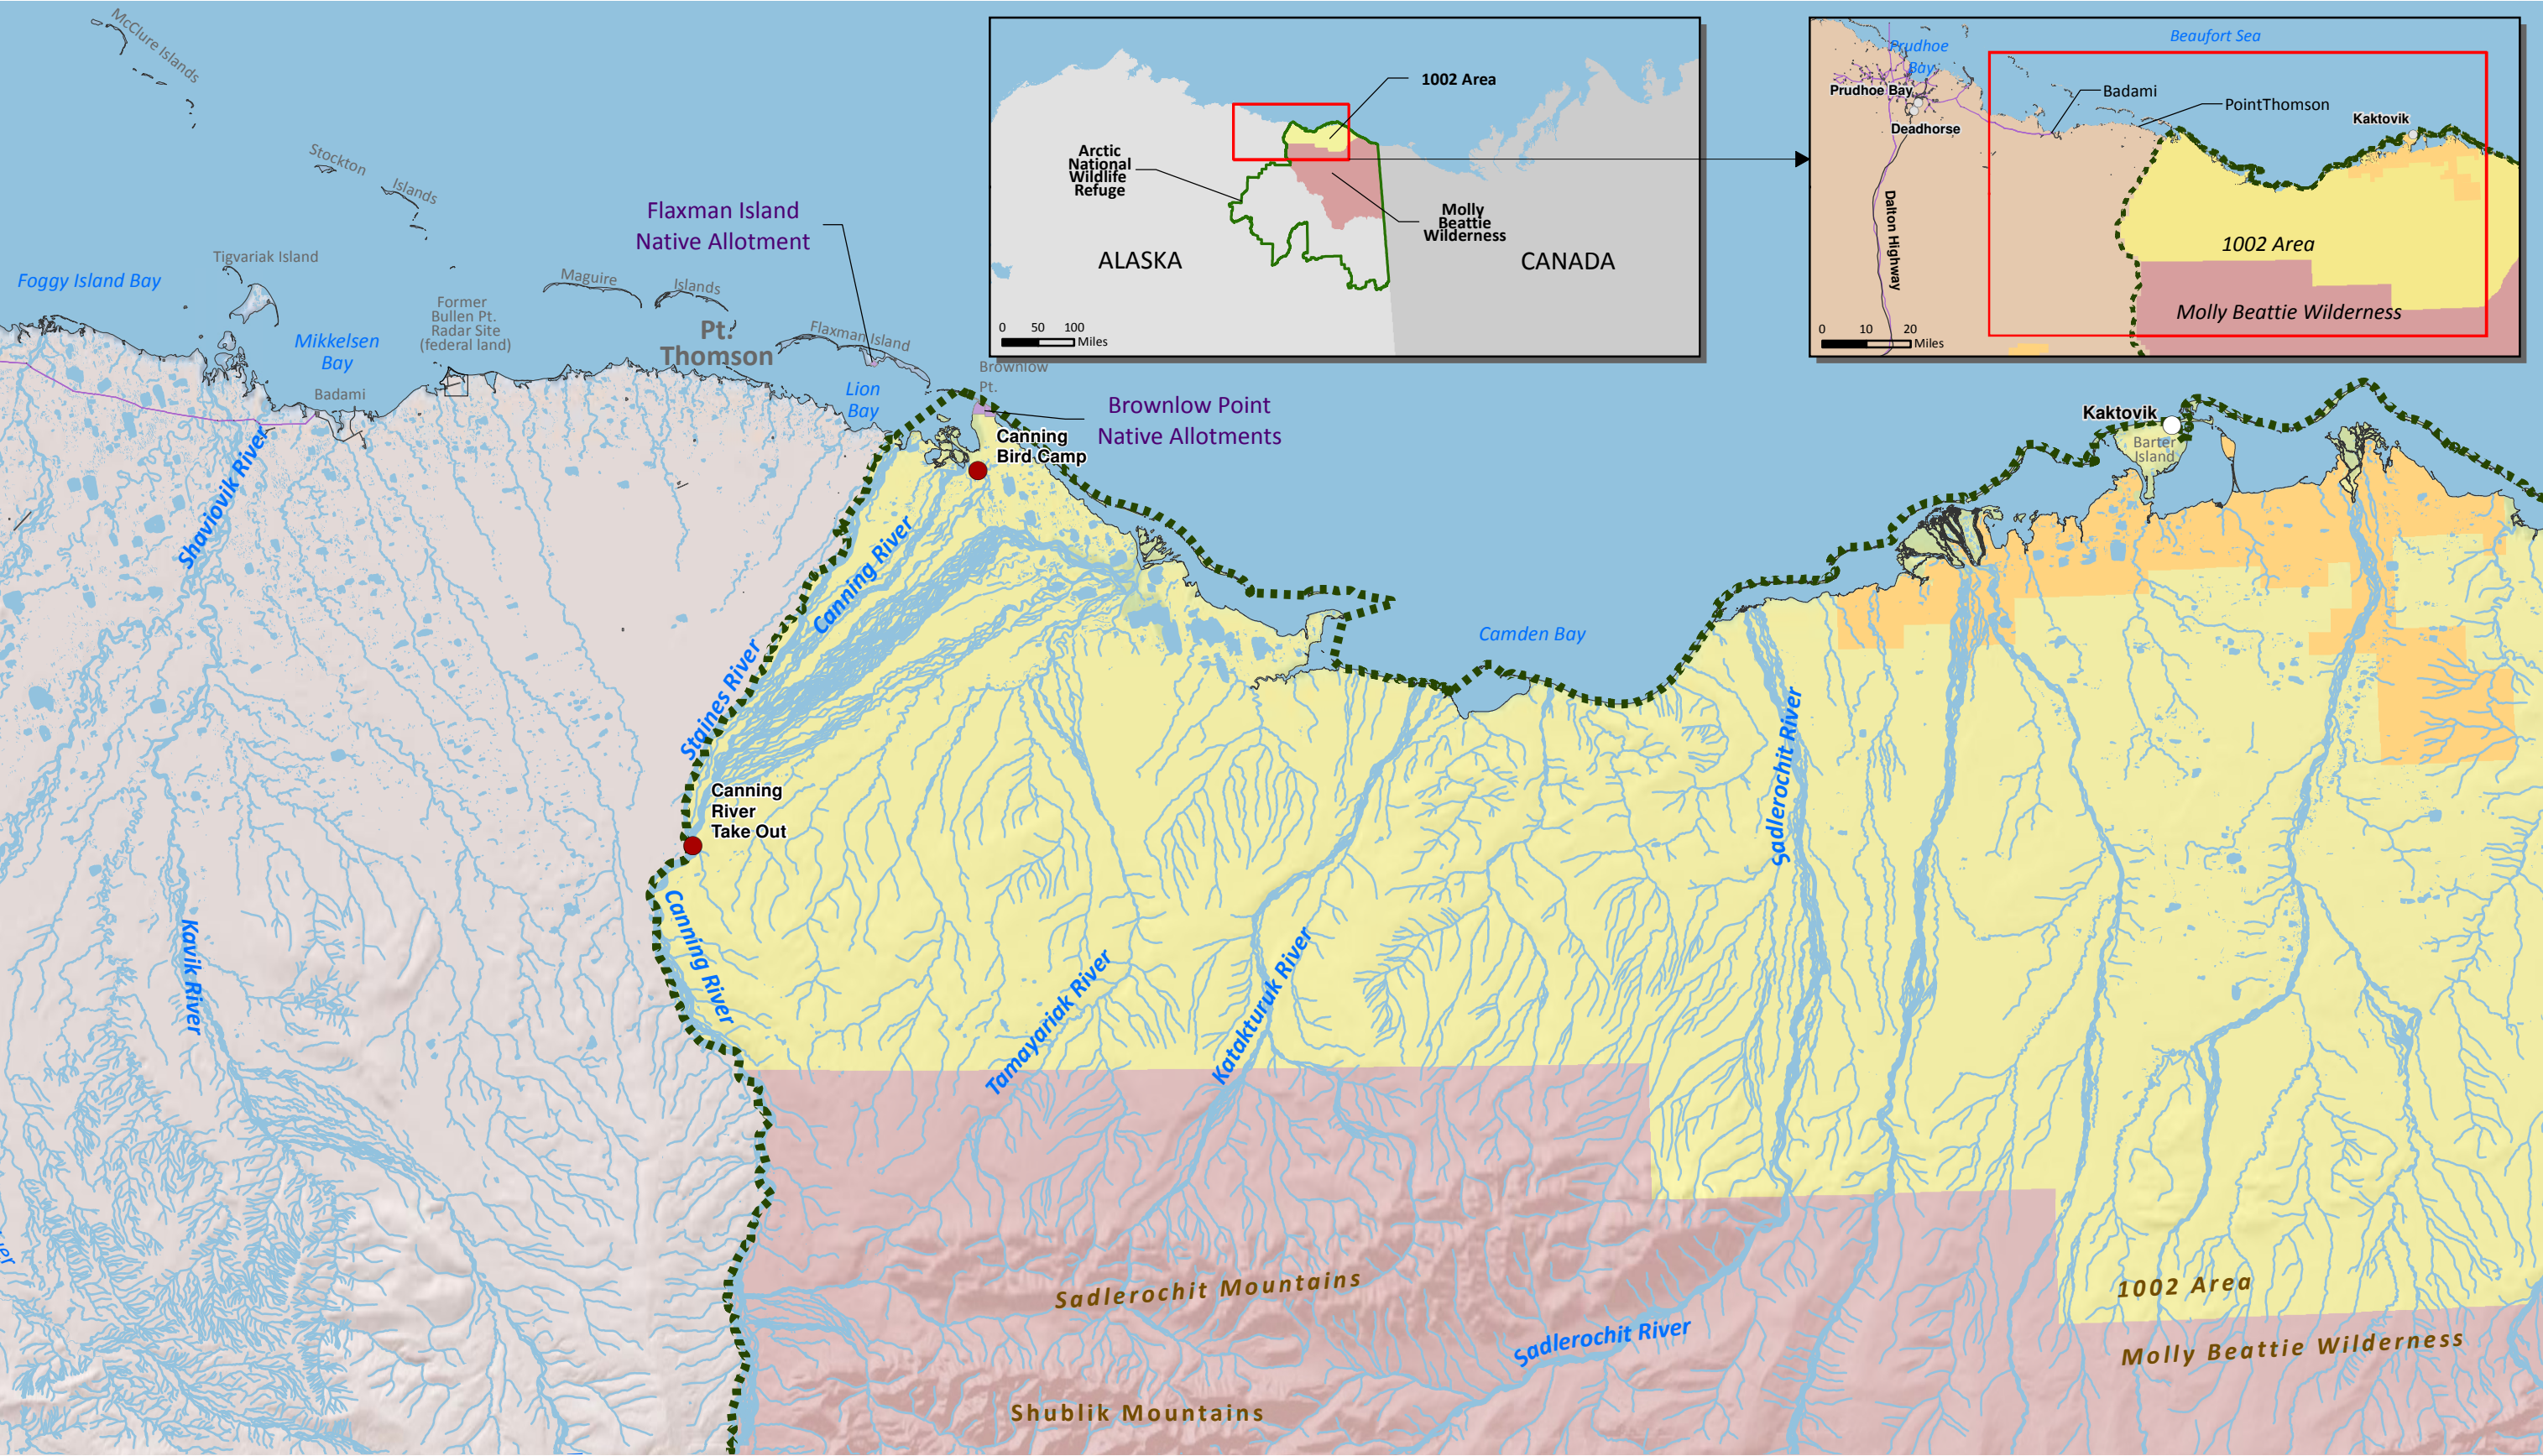 McClure Islands
Stockton
Islands
Flaxman Island
Native Allotment
Tigvariak Island
Foggy Island Bay
Maguire
Islands
Former
Bullen Pt.
Radar Site
(federal land)
Mikkelsen
Bay
Pt.
Thomson
Flaxman Island
Brownlow
Pt.
Badami
Lion
Bay
Brownlow Point
Native Allotments
Canning
Bird Camp
Shaviovik River
Canning River
Staines River
Canning
River
Take Out
Canning River
Kavik River
Tamayariak River
Katakturuk River
Camden Bay
Sadlerochit River
Kaktovik
Barter
Island
Sadlerochit Mountains
Sadlerochit River
Shublik Mountains
1002 Area
Molly Beattie Wilderness
1002 Area
Arctic
National
Wildlife
Refuge
Molly
Beattie
Wilderness
ALASKA
CANADA
0 50 100
Miles
Beaufort Sea
Prudhoe
Bay
Prudhoe Bay
Deadhorse
Badami
PointThomson
Kaktovik
Dalton Highway
1002 Area
Molly Beattie Wilderness
0 10 20
Miles